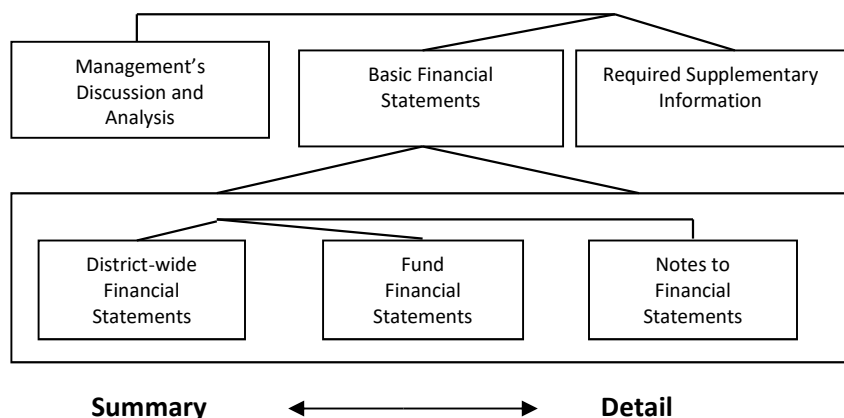 Management’s
Discussion and
Analysis
Basic Financial
Statements
Required Supplementary
Information
District-wide
Financial
Statements
Fund
Financial
Statements
Notes to
Financial
Statements
Summary
Detail